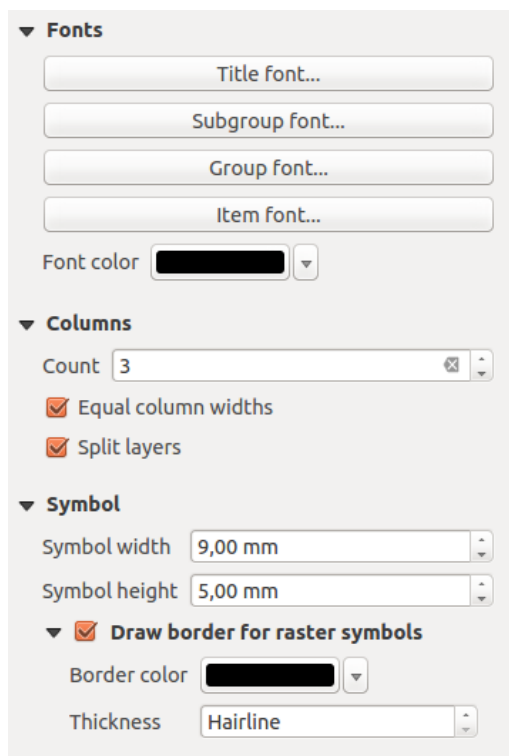 Fonts
Title font...
Subgroup font...
Group font...
Item font...
Font color
Columns
Count 3
Equal column widths
Split layers
Symbol
Symbol width 9,00 mm
Symbol height 5,00 mm
Draw border for raster symbols
Border color
Thickness Hairline